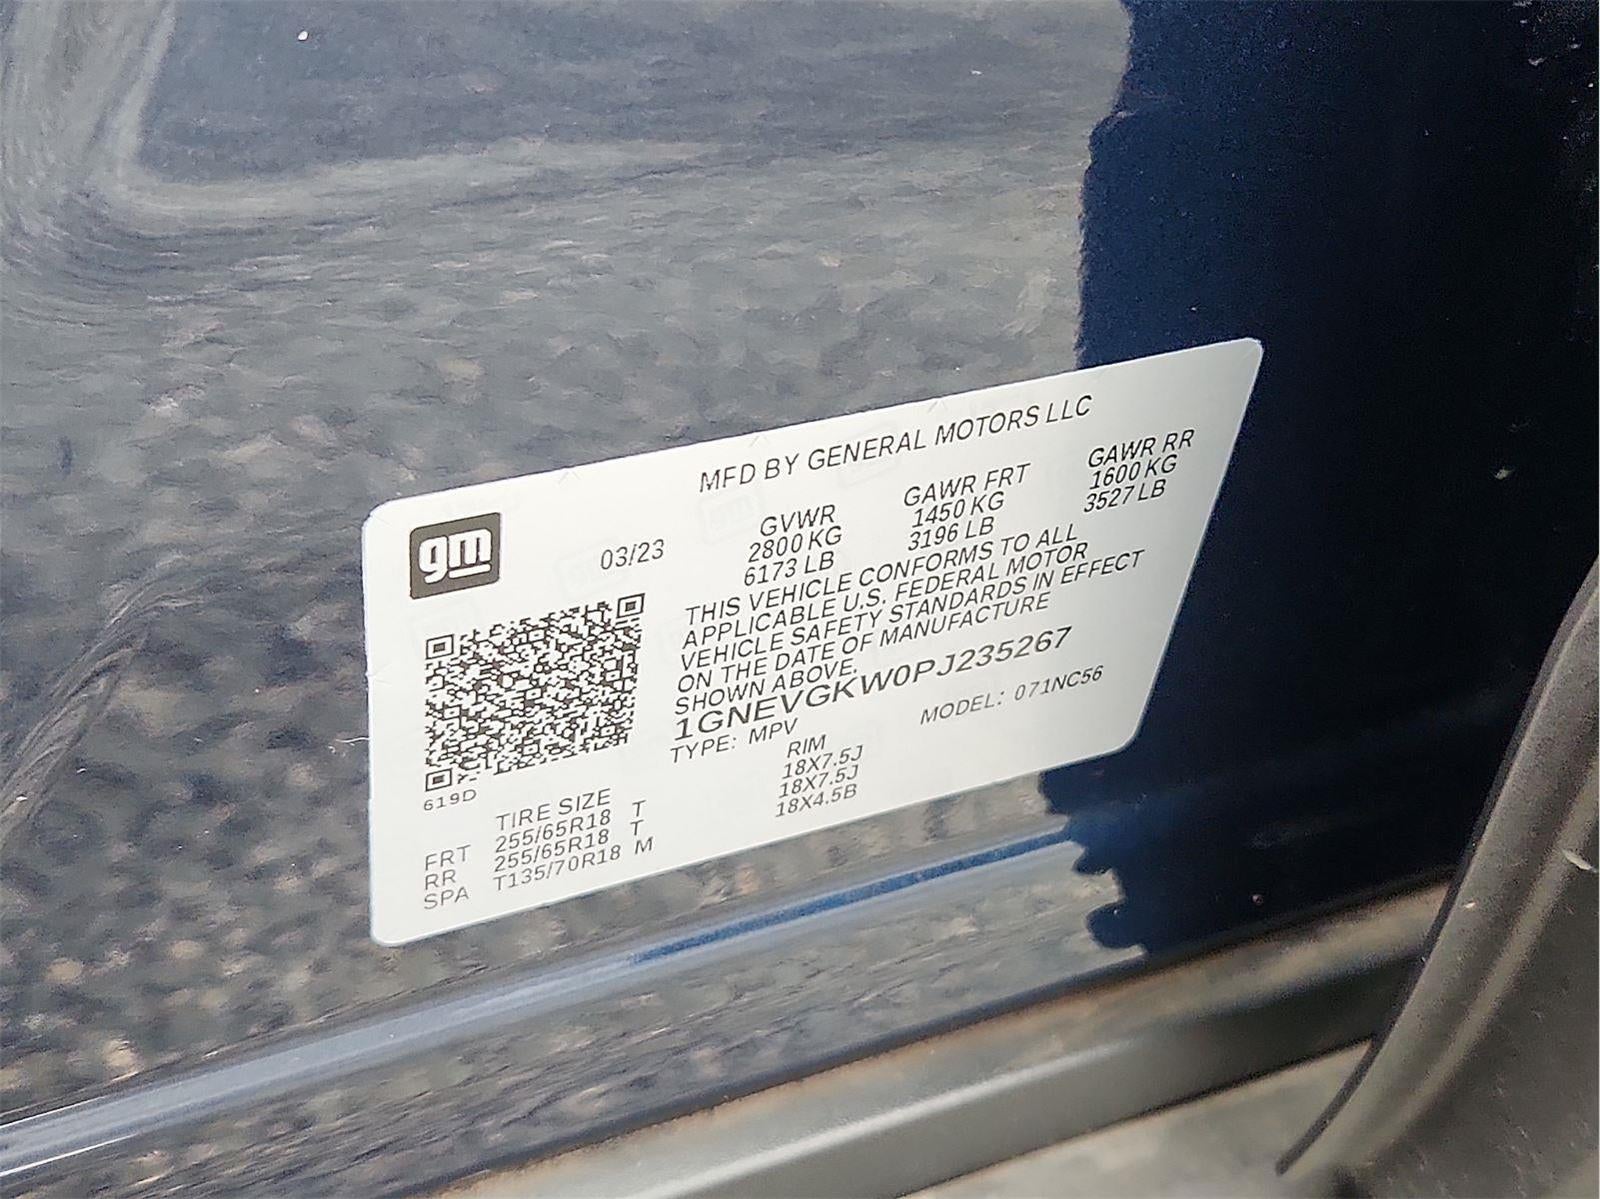 MFD BY GENERAL MOTORS LLC
gm
03/23
GVWR GAWR FRT GAWR RR
2800 KG 1450 KG 1600 KG
6173 LB 3196 LB 3527 LB
THIS VEHICLE CONFORMS TO ALL
APPLICABLE U.S. FEDERAL MOTOR
VEHICLE SAFETY STANDARDS IN EFFECT
ON THE DATE OF MANUFACTURE
SHOWN ABOVE.
1GNEVGKW0PJ235267
TYPE: MPV MODEL: 071NC56
619D
TIRE SIZE RIM
FRT 255/65R18 T 18X7.5J
RR 255/65R18 T 18X7.5J
SPA T135/70R18 M 18X4.5B